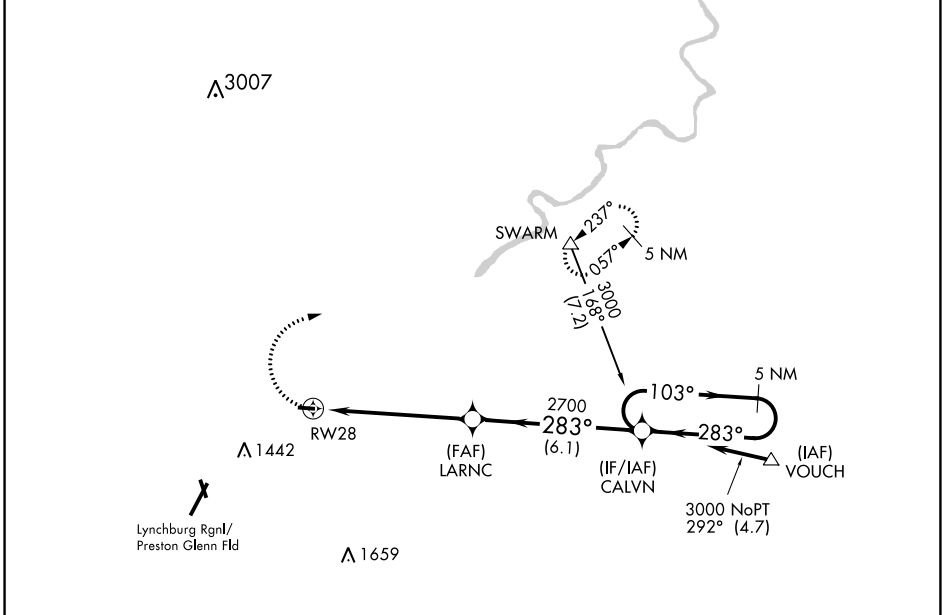 3007
SWARM
237°
057°
5 NM
3000
168°
(7.2)
5 NM
103°
2700
283°
(6.1)
283°
RW28
(FAF)
LARNC
(IF/IAF)
CALVN
(IAF)
VOUCH
1442
3000 NoPT
292° (4.7)
Lynchburg Rgnl/
Preston Glenn Fld
1659